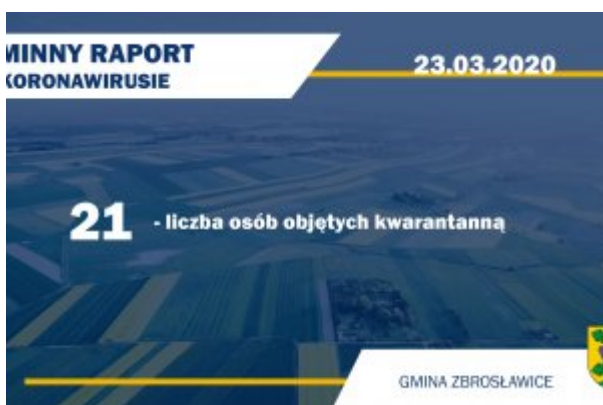 MINNY RAPORT
KORONAWIRUSIE
23.03.2020
21 - liczba osób objętych kwarantanną
GMINA ZBROSŁAWICE